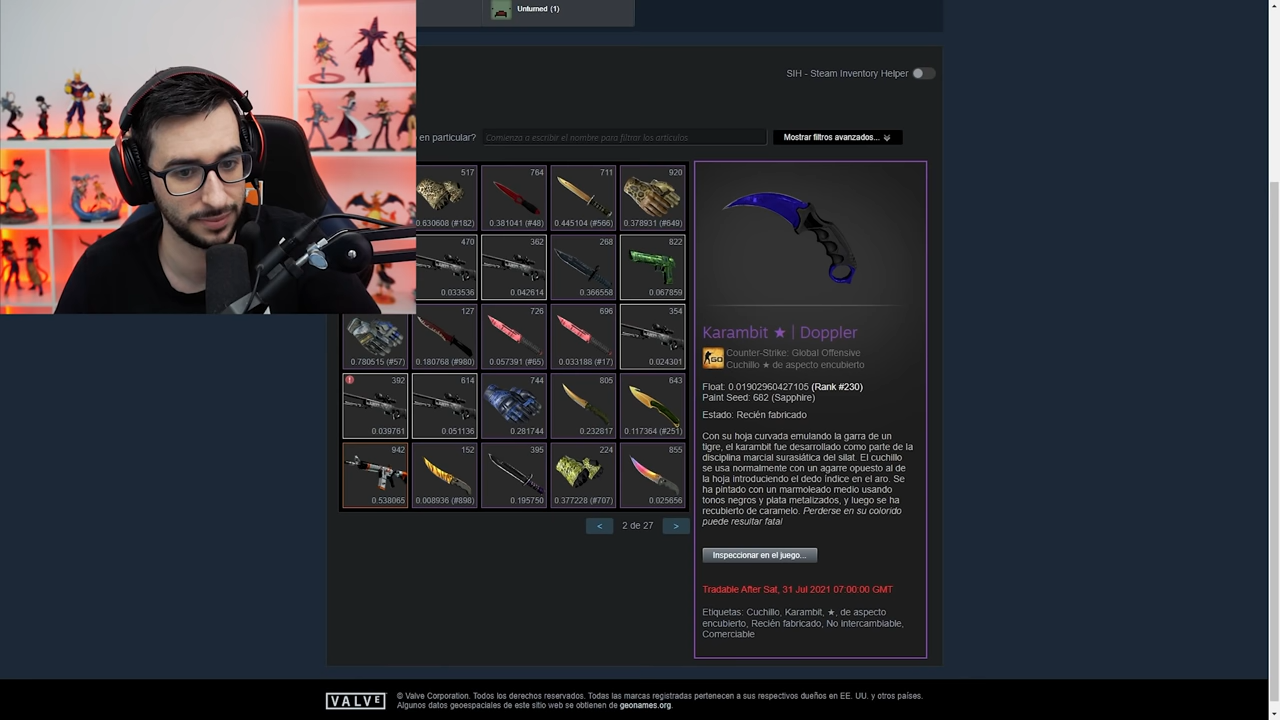 Unturned (1)
SIH - Steam Inventory Helper
en particular?
Comienza a escribir el nombre para filtrar los artículos
Mostrar filtros avanzados...
517
0.630608 (#182)
764
0.381041 (#48)
711
0.445104 (#566)
920
0.378931 (#649)
470
0.033536
362
0.042614
268
0.366558
822
0.067859
0.780515 (#57)
127
0.180768 (#980)
726
0.057391 (#65)
696
0.033188 (#17)
354
0.024301
392
0.039761
614
0.051136
744
0.281744
805
0.232817
643
0.117364 (#251)
942
0.538065
152
0.008936 (#898)
395
0.195750
224
0.377228 (#707)
855
0.025656
<
2 de 27
>
Karambit ★ | Doppler
GO
Counter-Strike: Global Offensive
Cuchillo ★ de aspecto encubierto
Float: 0.01902960427105 (Rank #230)
Paint Seed: 682 (Sapphire)
Estado: Recién fabricado
Con su hoja curvada emulando la garra de un
tigre, el karambit fue desarrollado como parte de la
disciplina marcial surasiática del silat. El cuchillo
se usa normalmente con un agarre opuesto al de
la hoja introduciendo el dedo índice en el aro. Se
ha pintado con un marmoleado medio usando
tonos negros y plata metalizados, y luego se ha
recubierto de caramelo. Perderse en su colorido
puede resultar fatal
Inspeccionar en el juego...
Tradable After Sat, 31 Jul 2021 07:00:00 GMT
Etiquetas: Cuchillo, Karambit, ★, de aspecto
encubierto, Recién fabricado, No intercambiable,
Comerciable
VALVE
© Valve Corporation. Todos los derechos reservados. Todas las marcas registradas pertenecen a sus respectivos dueños en EE. UU. y otros países.
Algunos datos geoespaciales de este sitio web se obtienen de geonames.org.